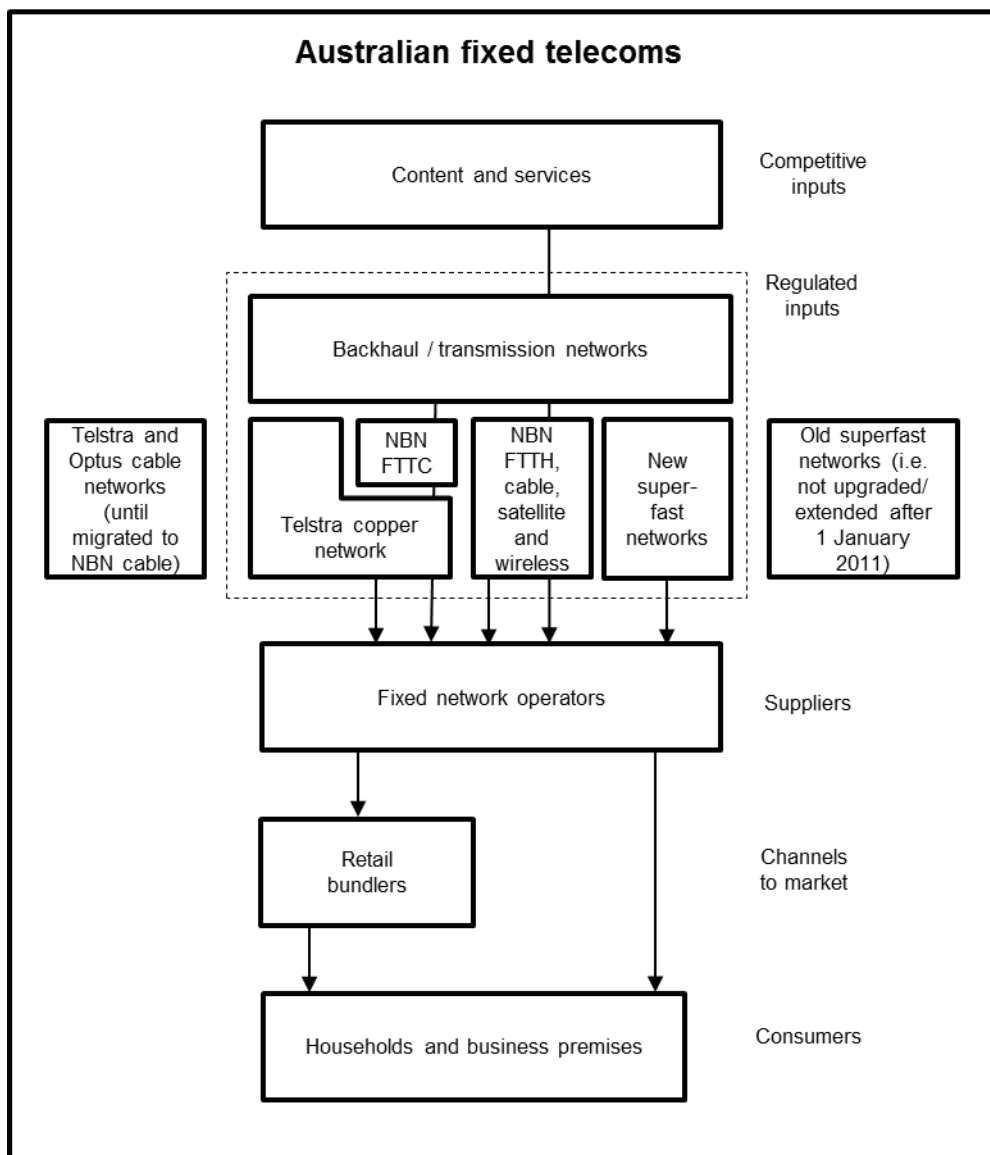 Australian fixed telecoms
Content and services
Competitive
inputs
Regulated
inputs
Backhaul / transmission networks
Telstra and
Optus cable
networks
(until
migrated to
NBN cable)
NBN
FTTC
Telstra copper
network
NBN
FTTH,
cable,
satellite
and
wireless
New
super-
fast
networks
Old superfast
networks (i.e.
not upgraded/
extended after
1 January
2011)
Fixed network operators
Suppliers
Retail
bundlers
Channels
to market
Households and business premises
Consumers